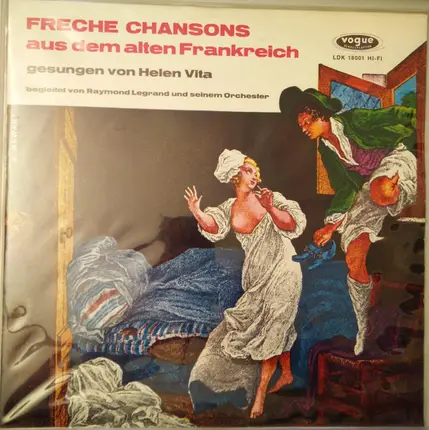 FRECHE CHANSONS
aus dem alten Frankreich
gesungen von Helen Vita
begleitet von Raymond Legrand und seinem Orchester
vogue
LDK 18001 HI-FI